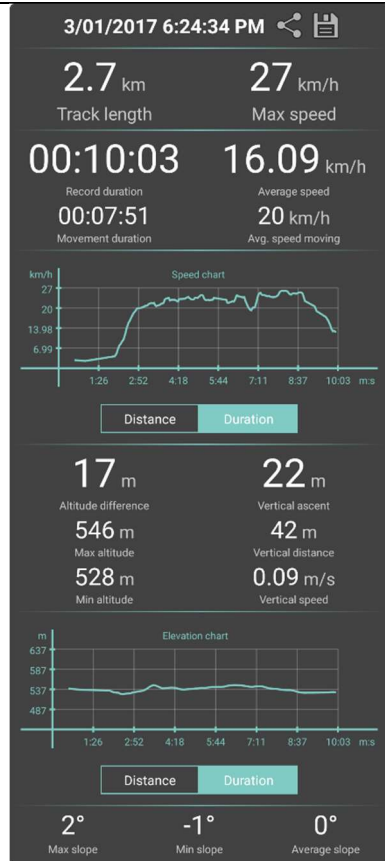 3/01/2017 6:24:34 PM
2.7 km 27 km/h
Track length Max speed
00:10:03 16.09 km/h
Record duration Average speed
00:07:51 20 km/h
Movement duration Avg. speed moving
km/h Speed chart
27
20
13.98
6.99
1:26 2:52 4:18 5:44 7:11 8:37 10:03 m:s
Distance Duration
17 m 22 m
Altitude difference Vertical ascent
546 m 42 m
Max altitude Vertical distance
528 m 0.09 m/s
Min altitude Vertical speed
m Elevation chart
637
587
537
487
1:26 2:52 4:18 5:44 7:11 8:37 10:03 m:s
Distance Duration
2° -1° 0°
Max slope Min slope Average slope